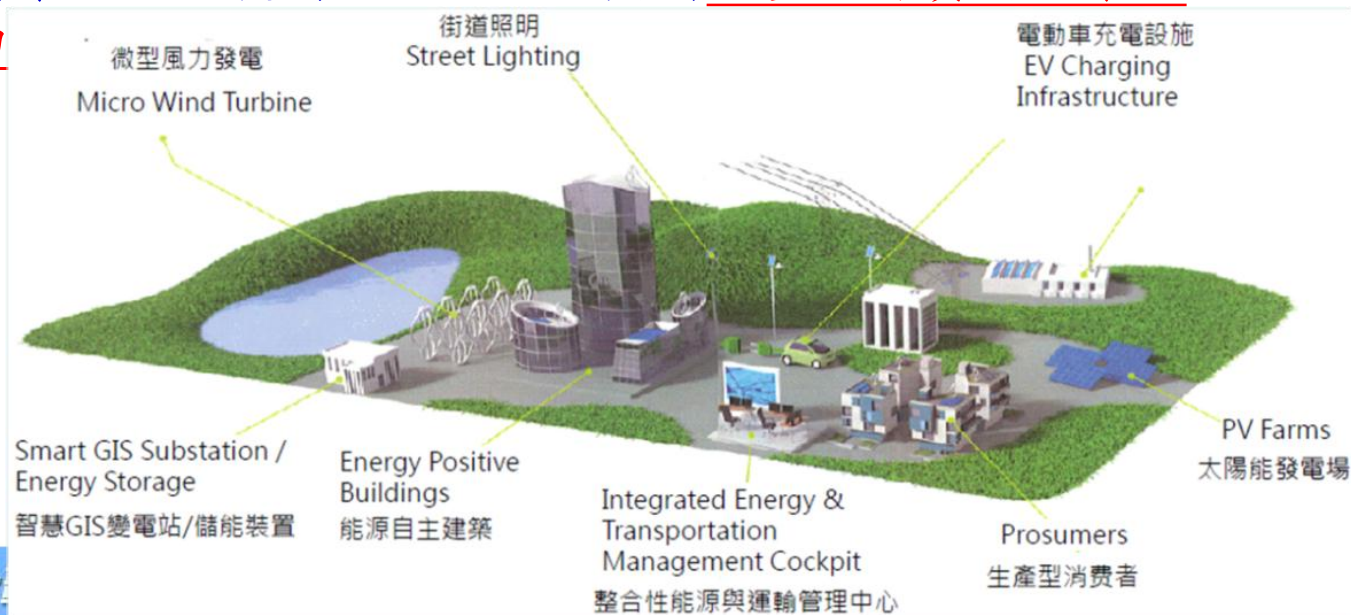 街道照明
Street Lighting
電動車充電設施
EV Charging
Infrastructure
微型風力發電
Micro Wind Turbine
Smart GIS Substation /
Energy Storage
智慧GIS變電站/儲能裝置
Energy Positive
Buildings
能源自主建築
Integrated Energy &
Transportation
Management Cockpit
整合性能源與運輸管理中心
Prosumers
生產型消費者
PV Farms
太陽能發電場